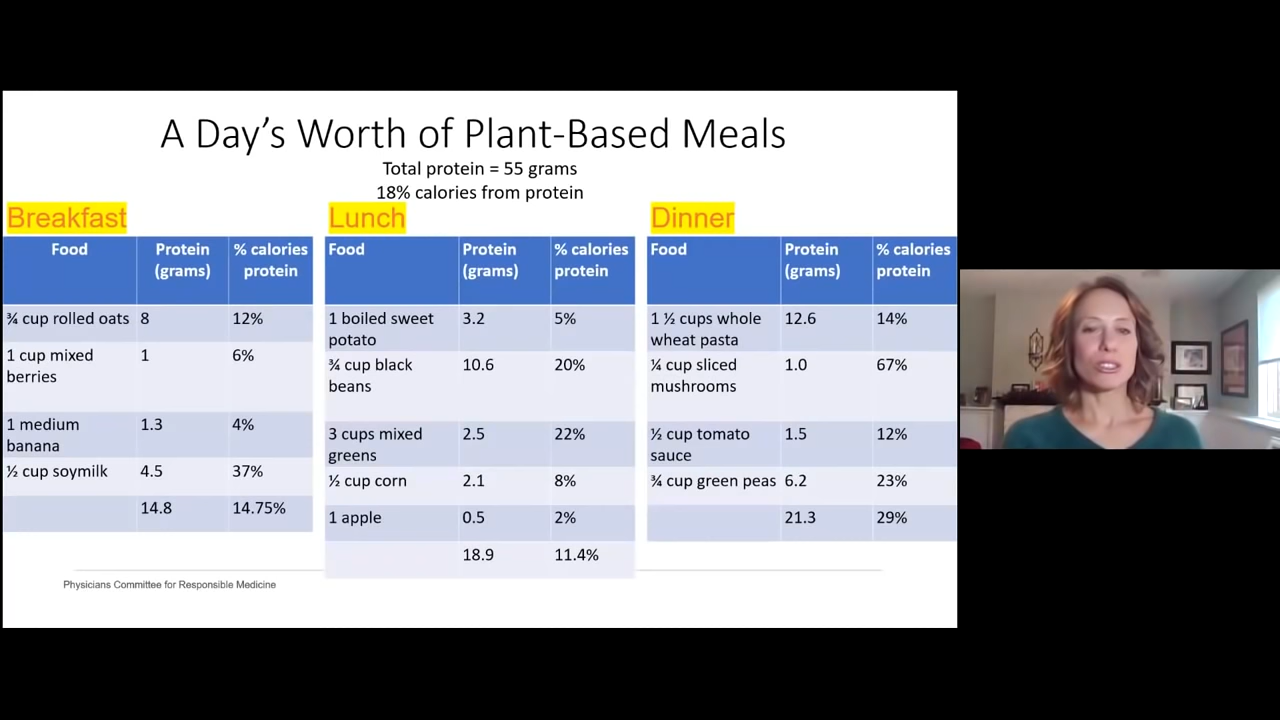 A Day's Worth of Plant-Based Meals
Total protein = 55 grams
18% calories from protein
Breakfast
Food Protein (grams) % calories protein
¾ cup rolled oats 8 12%
1 cup mixed berries 1 6%
1 medium banana 1.3 4%
½ cup soymilk 4.5 37%
14.8 14.75%
Lunch
Food Protein (grams) % calories protein
1 boiled sweet potato 3.2 5%
¾ cup black beans 10.6 20%
3 cups mixed greens 2.5 22%
½ cup corn 2.1 8%
1 apple 0.5 2%
18.9 11.4%
Dinner
Food Protein (grams) % calories protein
1 ½ cups whole wheat pasta 12.6 14%
¼ cup sliced mushrooms 1.0 67%
½ cup tomato sauce 1.5 12%
¾ cup green peas 6.2 23%
21.3 29%
Physicians Committee for Responsible Medicine